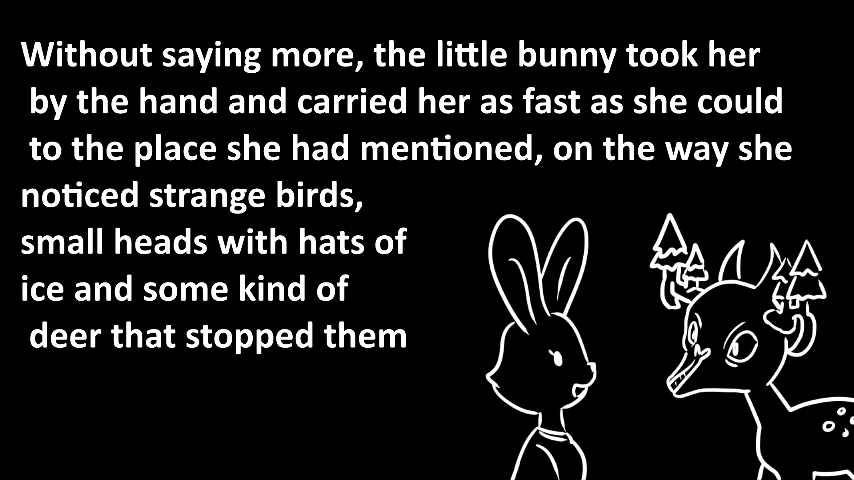 Without saying more, the little bunny took her
by the hand and carried her as fast as she could
to the place she had mentioned, on the way she
noticed strange birds,
small heads with hats of
ice and some kind of
deer that stopped them